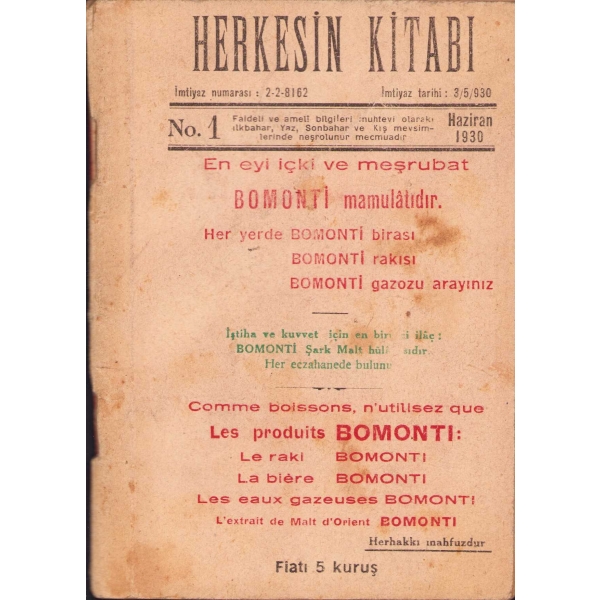 HERKESİN KİTABI
İmtiyaz numarası : 2-2-8162 İmtiyaz tarihi : 3/5/930
No. 1
Faideli ve amelî bilgileri muhtevi olarak
ilkbahar, Yaz, Sonbahar ve Kış mevsim-
lerinde neşrolunur mecmuadır
Haziran
1930
En eyi içki ve meşrubat
BOMONTİ mamulâtıdır.
Her yerde BOMONTİ birası
BOMONTİ rakısı
BOMONTİ gazozu arayınız
İştiha ve kuvvet için en ilâç :
BOMONTİ Şark Malt
Her eczahanede
Comme boissons, n'utilisez que
Les produits BOMONTI:
Le raki BOMONTI
La bière BOMONTI
Les eaux gazeuses BOMONTI
L'extrait de Malt d'Orient BOMONTI
Herhakkı mahfuzdur
Fiatı 5 kuruş